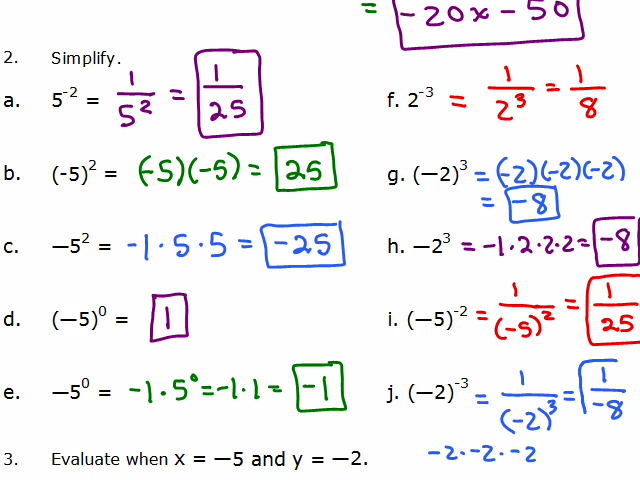 = -20x - 50
2. Simplify.
a. 5⁻² = 1/5² = 1/25
b. (-5)² = (-5)(-5) = 25
c. —5² = -1 · 5 · 5 = -25
d. (—5)⁰ = 1
e. —5⁰ = -1 · 5⁰ = -1 · 1 = -1
f. 2⁻³ = 1/2³ = 1/8
g. (—2)³ = (-2)(-2)(-2)
= -8
h. —2³ = -1 · 2 · 2 · 2 = -8
i. (—5)⁻² = 1/(-5)² = 1/25
j. (—2)⁻³ = 1/(-2)³ = 1/-8
-2 · -2 · -2
3. Evaluate when x = —5 and y = —2.